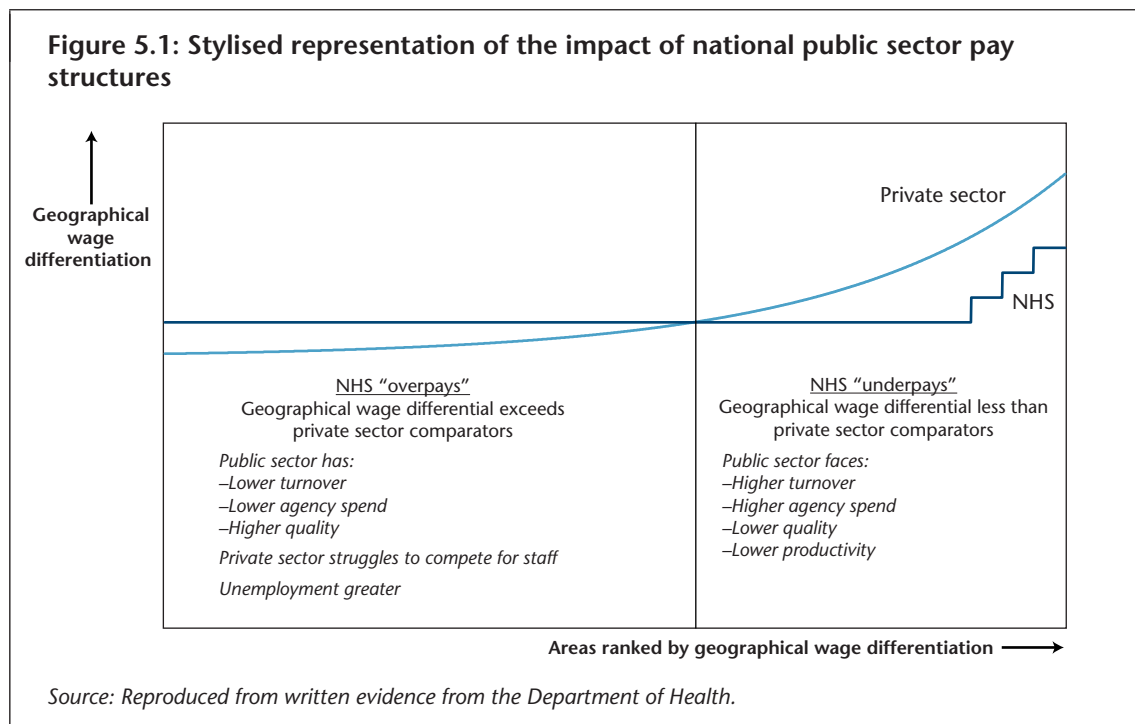 Figure 5.1: Stylised representation of the impact of national public sector pay
structures
Geographical
wage
differentiation
Private sector
NHS
NHS “overpays”
Geographical wage differential exceeds
private sector comparators
Public sector has:
–Lower turnover
–Lower agency spend
–Higher quality
Private sector struggles to compete for staff
Unemployment greater
NHS “underpays”
Geographical wage differential less than
private sector comparators
Public sector faces:
–Higher turnover
–Higher agency spend
–Lower quality
–Lower productivity
Areas ranked by geographical wage differentiation
Source: Reproduced from written evidence from the Department of Health.